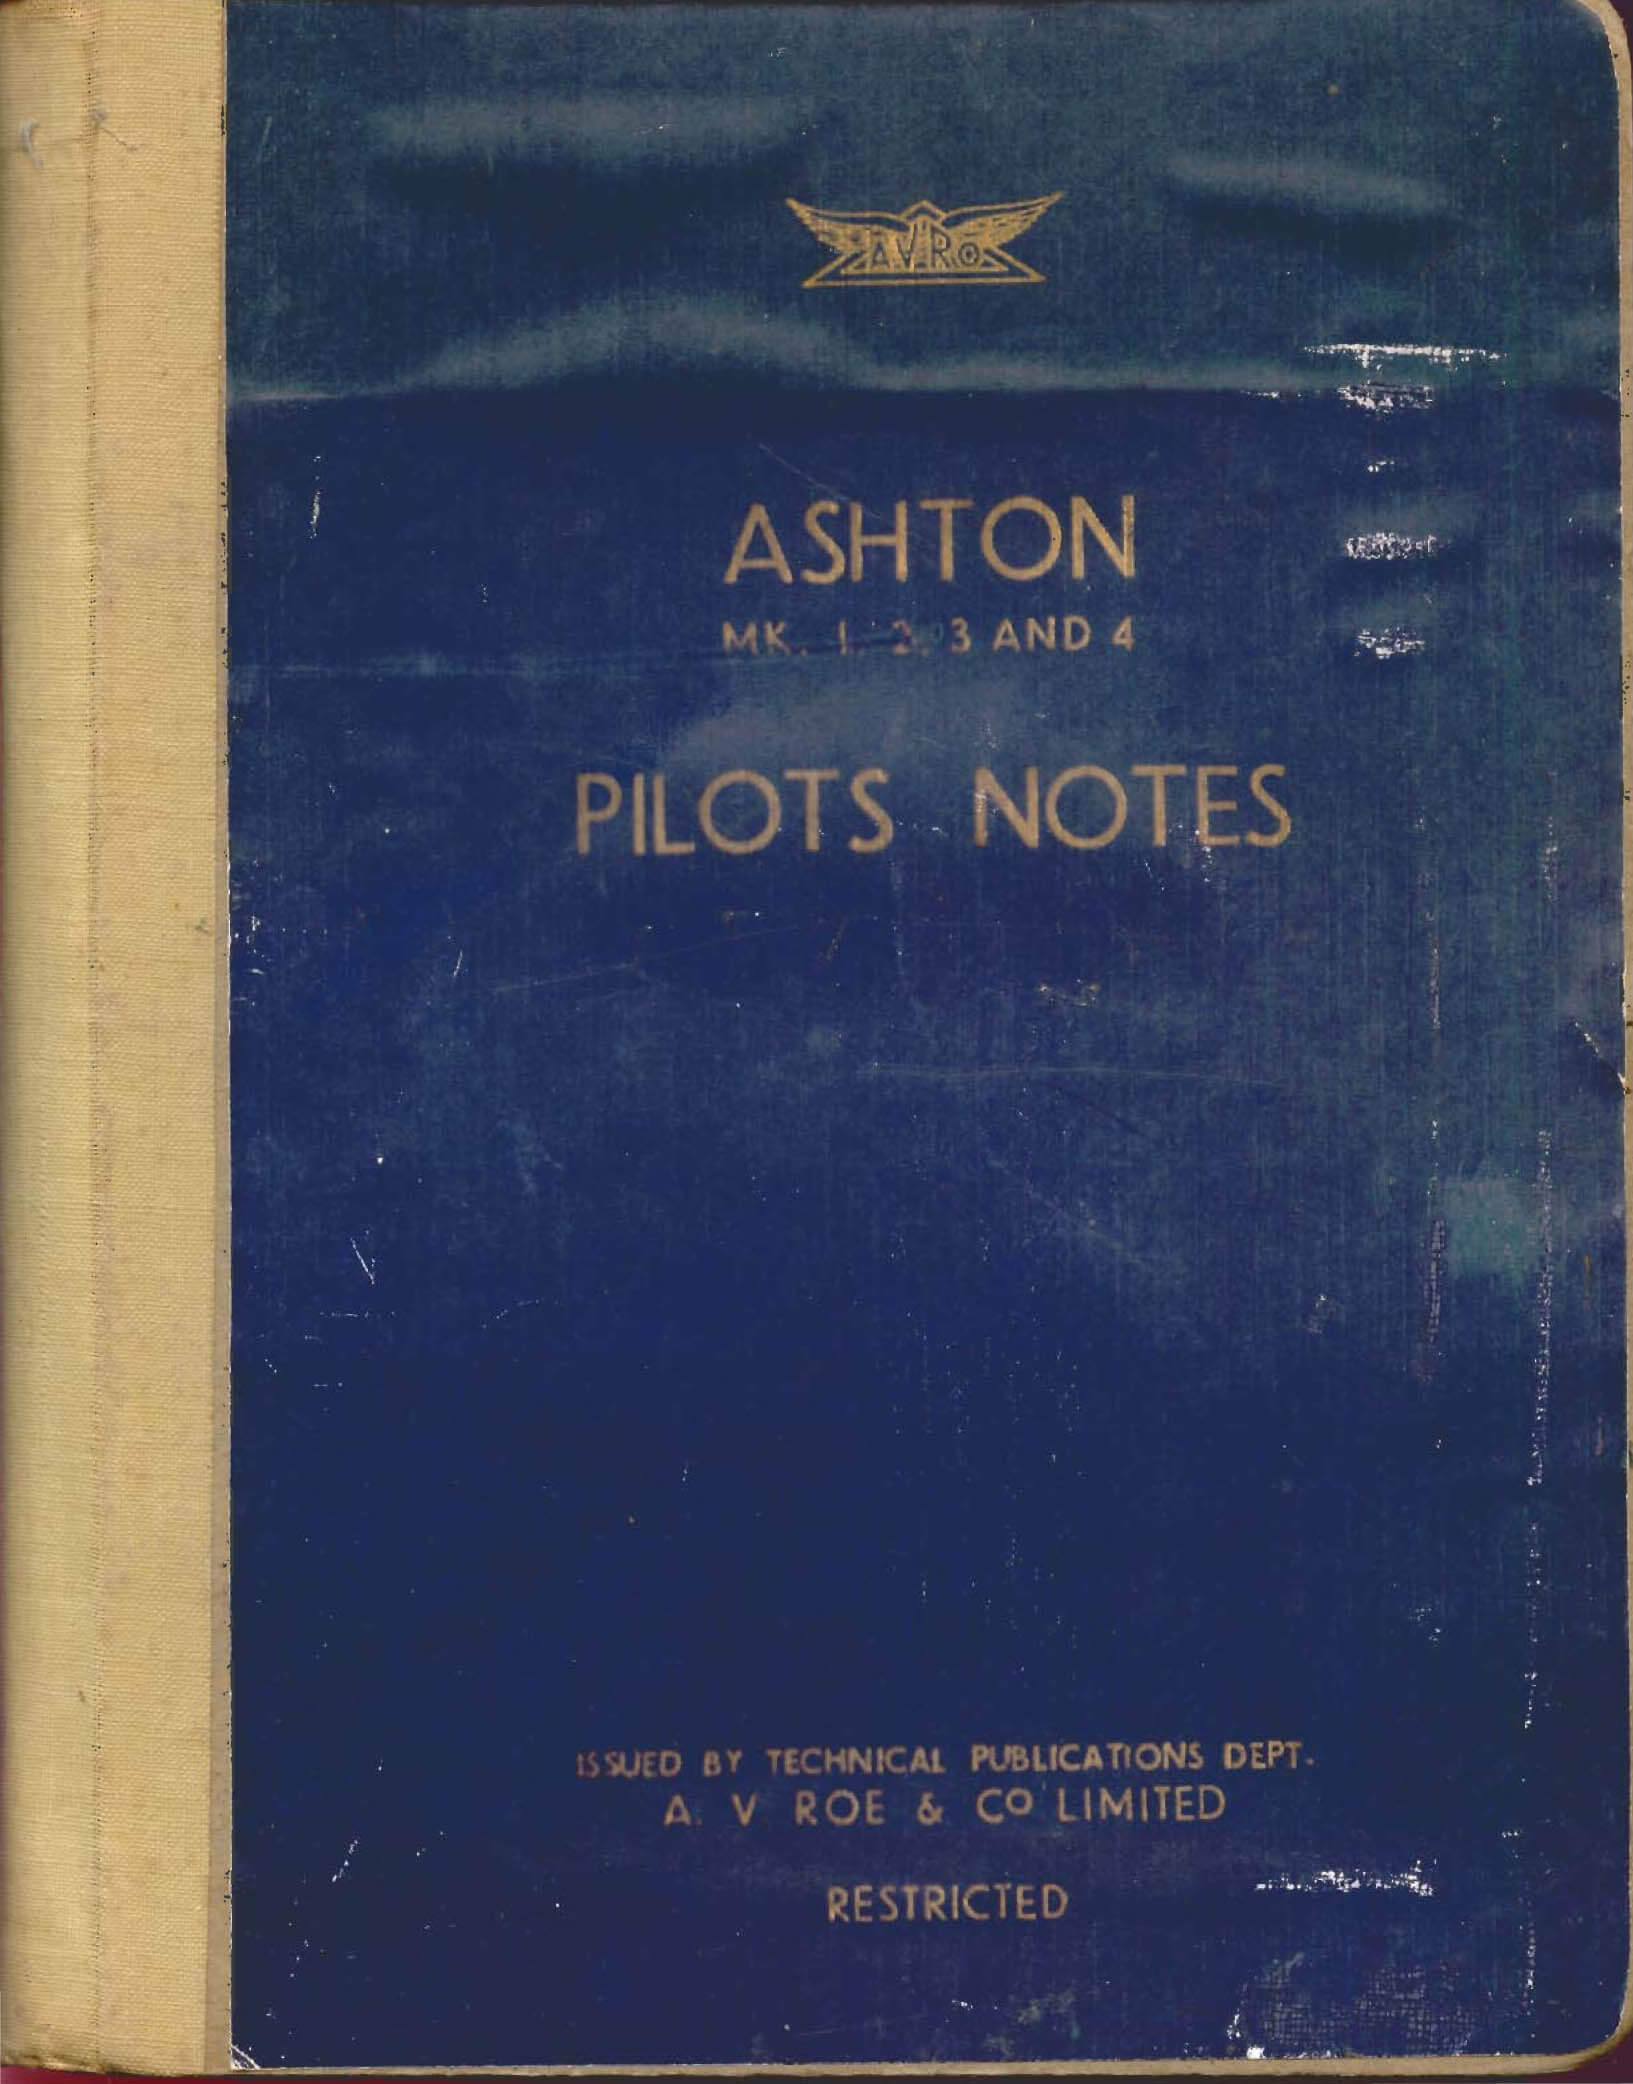 AVRO
ASHTON
MK. 1. 2. 3 AND 4
PILOTS NOTES
ISSUED BY TECHNICAL PUBLICATIONS DEPT.
A. V ROE & CO LIMITED
RESTRICTED